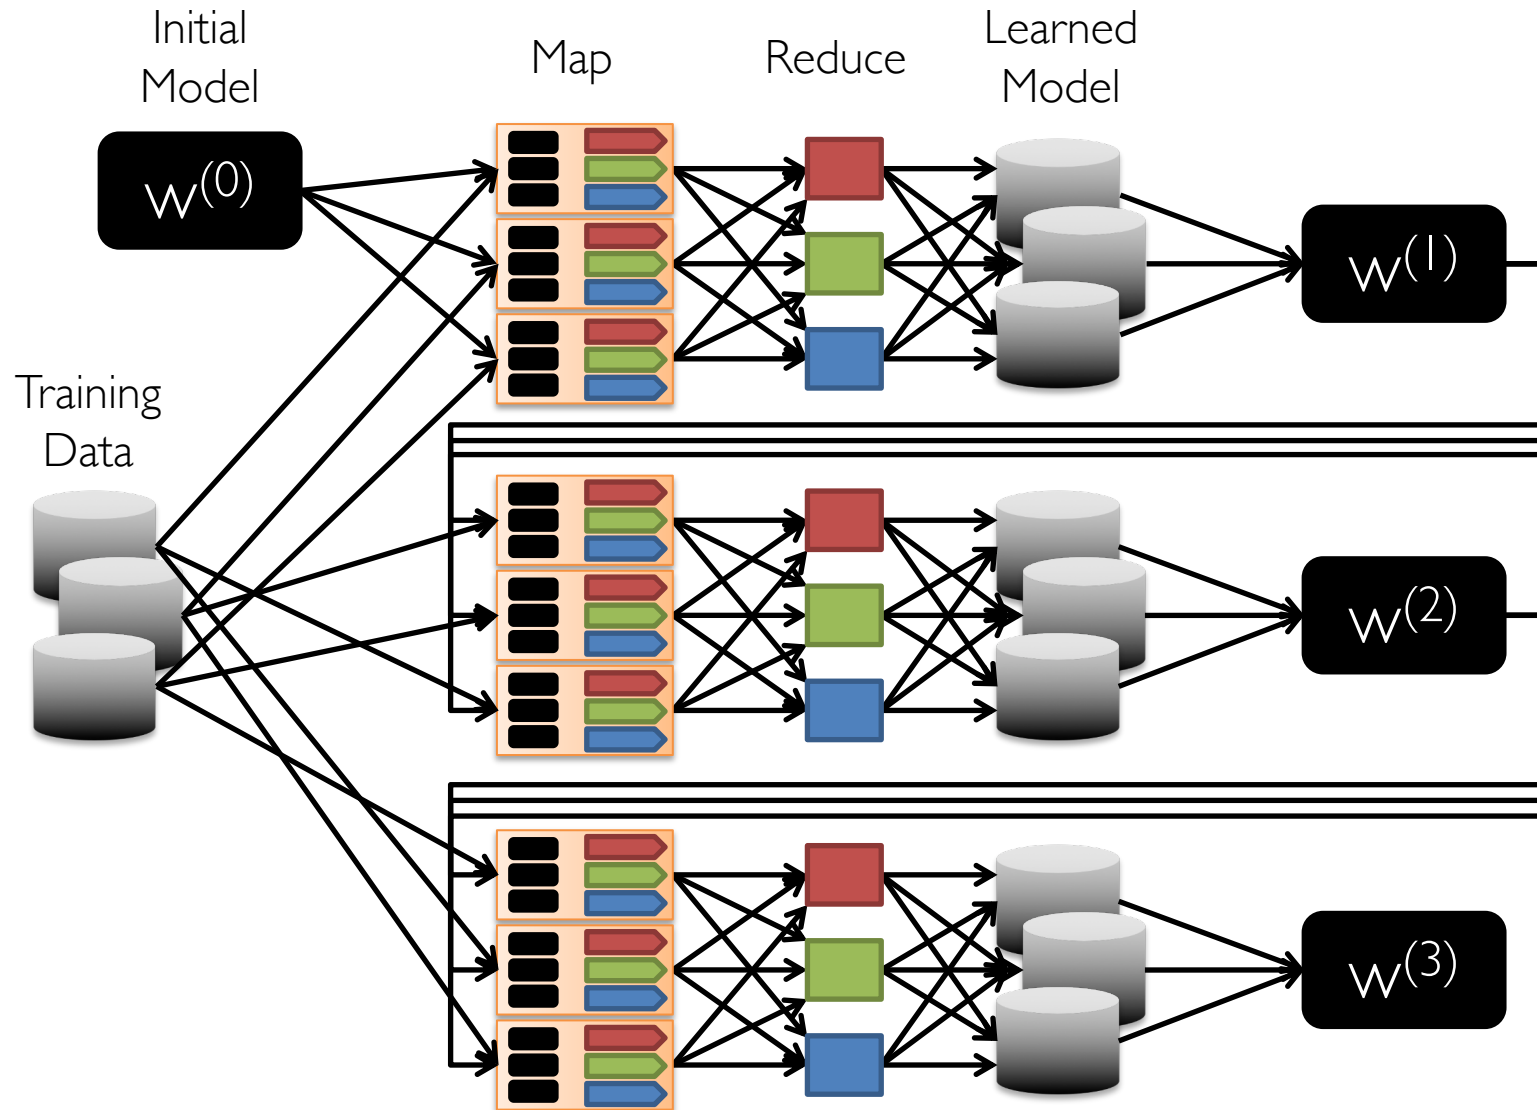 Initial
Model
Map
Reduce
Learned
Model
w(0)
w(1)
Training
Data
w(2)
w(3)